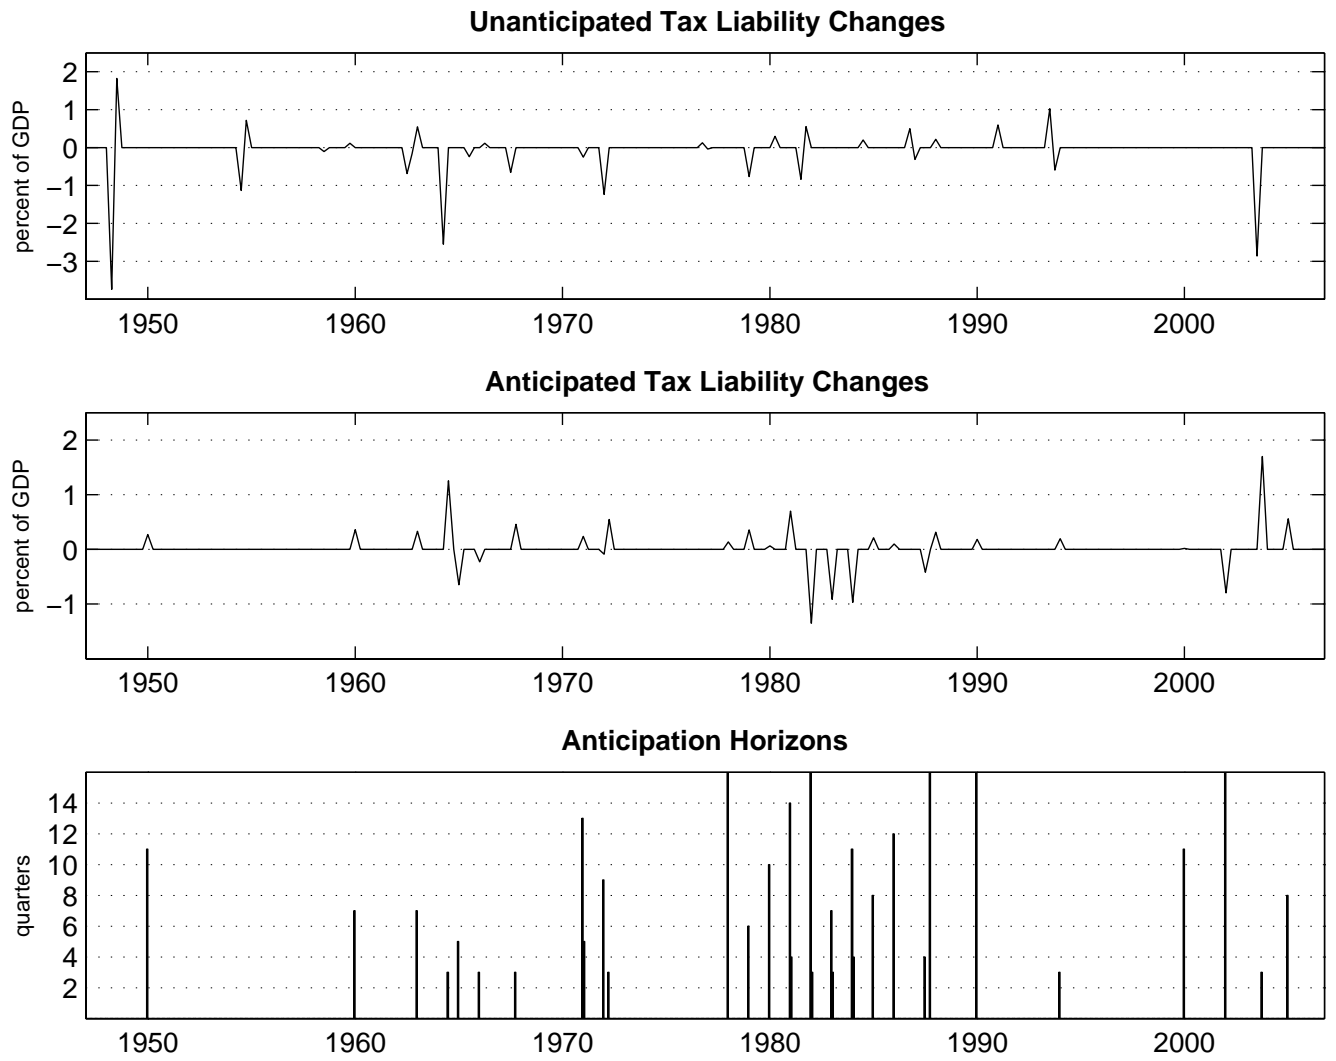 Unanticipated Tax Liability Changes
percent of GDP
2
1
0
−1
−2
−3
1950 1960 1970 1980 1990 2000
Anticipated Tax Liability Changes
percent of GDP
2
1
0
−1
1950 1960 1970 1980 1990 2000
Anticipation Horizons
quarters
14
12
10
8
6
4
2
1950 1960 1970 1980 1990 2000